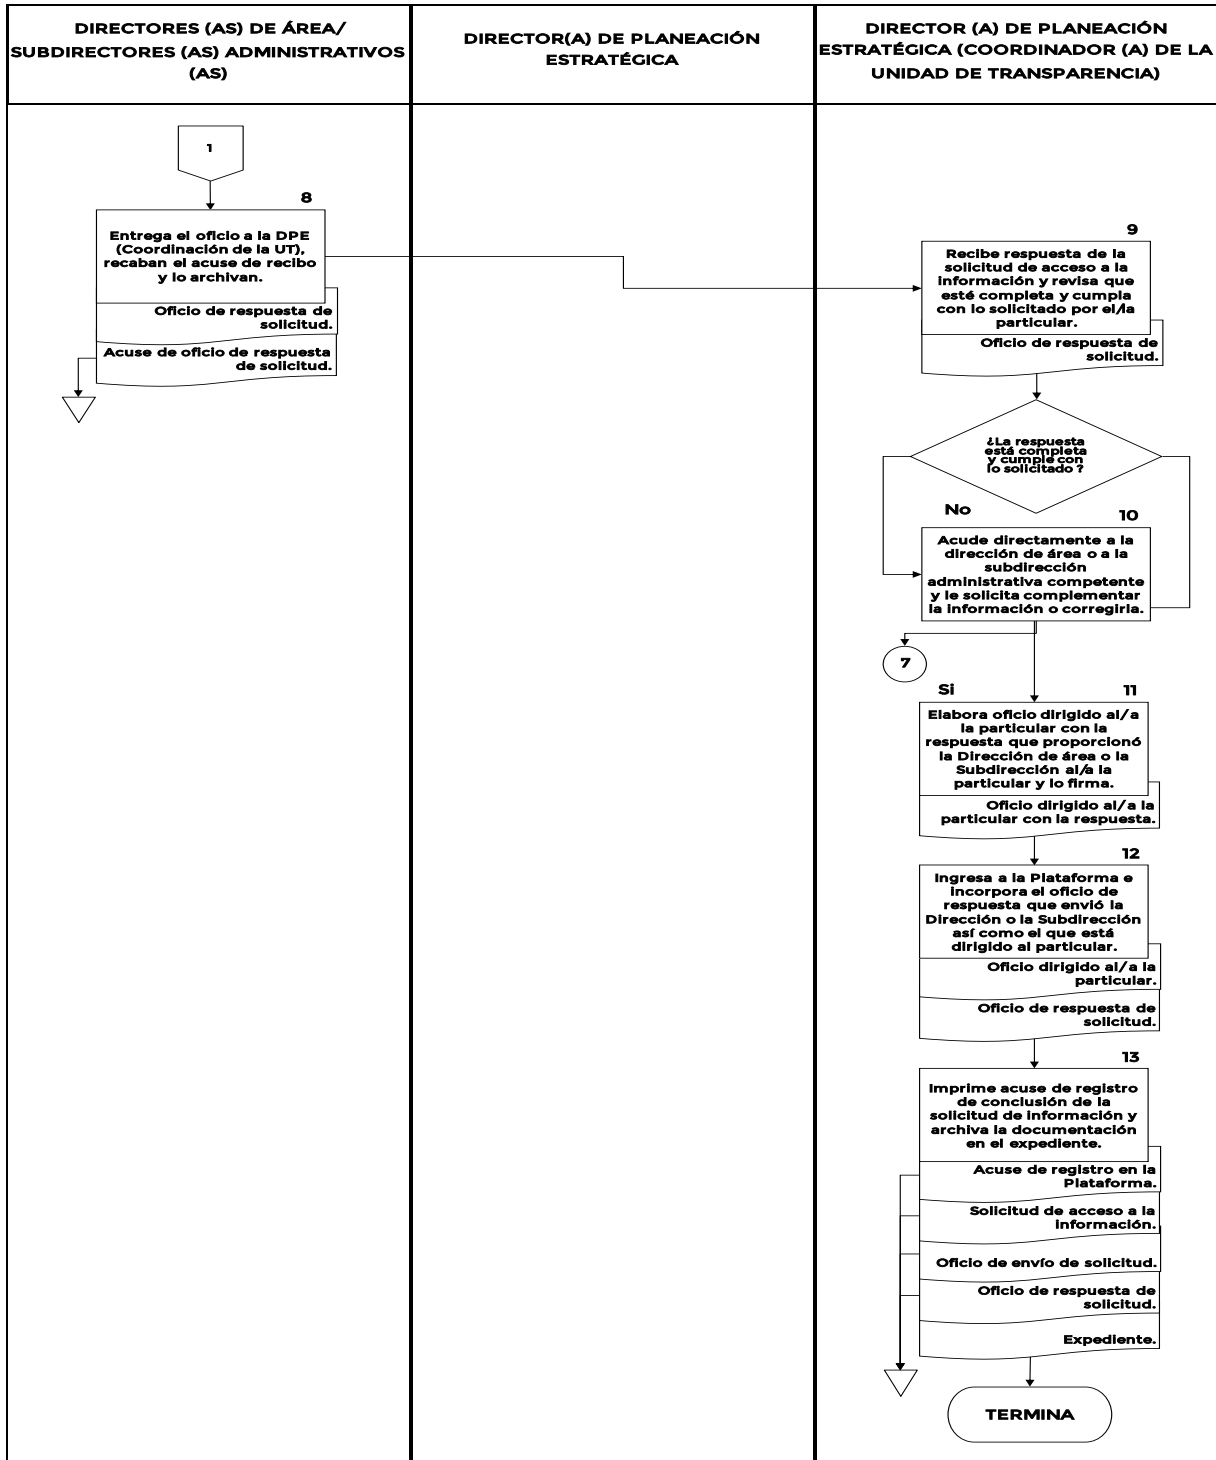 DIRECTORES (AS) DE ÁREA/
SUBDIRECTORES (AS) ADMINISTRATIVOS
(AS)
DIRECTOR(A) DE PLANEACIÓN
ESTRATÉGICA
DIRECTOR (A) DE PLANEACIÓN
ESTRATÉGICA (COORDINADOR (A) DE LA
UNIDAD DE TRANSPARENCIA)
1
8
Entrega el oficio a la DPE
(Coordinación de la UT),
recaban el acuse de recibo
y lo archivan.
Oficio de respuesta de
solicitud.
Acuse de oficio de respuesta
de solicitud.
9
Recibe respuesta de la
solicitud de acceso a la
información y revisa que
esté completa y cumpla
con lo solicitado por el/la
particular.
Oficio de respuesta de
solicitud.
¿La respuesta
está completa
y cumple con
lo solicitado ?
No
10
Acude directamente a la
dirección de área o a la
subdirección
administrativa competente
y le solicita complementar
la información o corregirla.
7
Si
11
Elabora oficio dirigido al/a
la particular con la
respuesta que proporcionó
la Dirección de área o la
Subdirección al/a la
particular y lo firma.
Oficio dirigido al/a la
particular con la respuesta.
12
Ingresa a la Plataforma e
incorpora el oficio de
respuesta que envió la
Dirección o la Subdirección
así como el que está
dirigido al particular.
Oficio dirigido al/a la
particular.
Oficio de respuesta de
solicitud.
13
Imprime acuse de registro
de conclusión de la
solicitud de información y
archiva la documentación
en el expediente.
Acuse de registro en la
Plataforma.
Solicitud de acceso a la
información.
Oficio de envío de solicitud.
Oficio de respuesta de
solicitud.
Expediente.
TERMINA